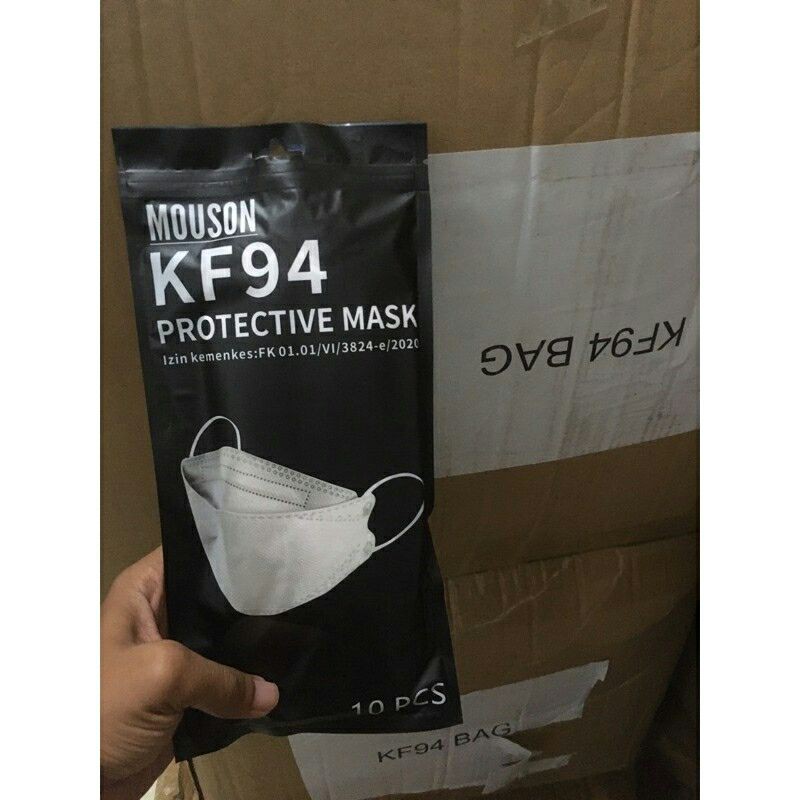 MOUSON
KF94
PROTECTIVE MASK
Izin kemenkes:FK 01.01/VI/3824-e/2020
10 PCS
KF94 BAG
KF94 BAG